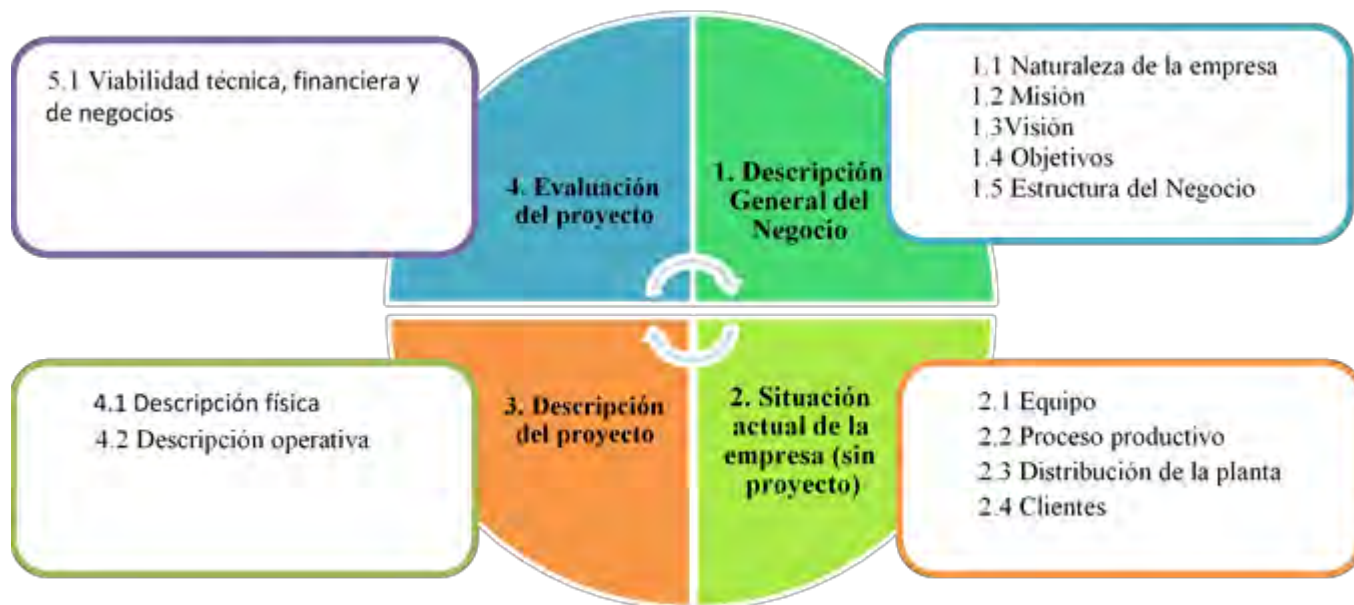 5.1 Viabilidad técnica, financiera y
de negocios
4. Evaluación
del proyecto
1. Descripción
General del
Negocio
1.1 Naturaleza de la empresa
1.2 Misión
1.3Visión
1.4 Objetivos
1.5 Estructura del Negocio
4.1 Descripción física
4.2 Descripción operativa
3. Descripción
del proyecto
2. Situación
actual de la
empresa (sin
proyecto)
2.1 Equipo
2.2 Proceso productivo
2.3 Distribución de la planta
2.4 Clientes